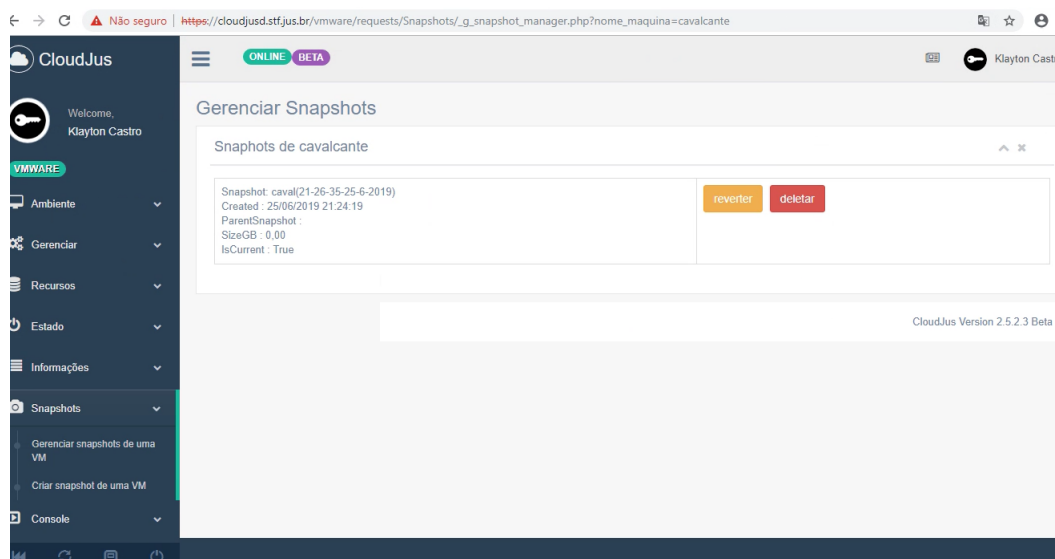 Não seguro
https://cloudjusd.stf.jus.br/vmware/requests/Snapshots/_g_snapshot_manager.php?nome_maquina=cavalcante
CloudJus
ONLINE BETA
Klayton Cast
Welcome,
Klayton Castro
VMWARE
Ambiente
Gerenciar
Recursos
Estado
Informações
Snapshots
Gerenciar snapshots de uma
VM
Criar snapshot de uma VM
Console
Gerenciar Snapshots
Snaphots de cavalcante
Snapshot: caval(21-26-35-25-6-2019)
Created : 25/06/2019 21:24:19
ParentSnapshot :
SizeGB : 0,00
IsCurrent : True
reverter
deletar
CloudJus Version 2.5.2.3 Beta